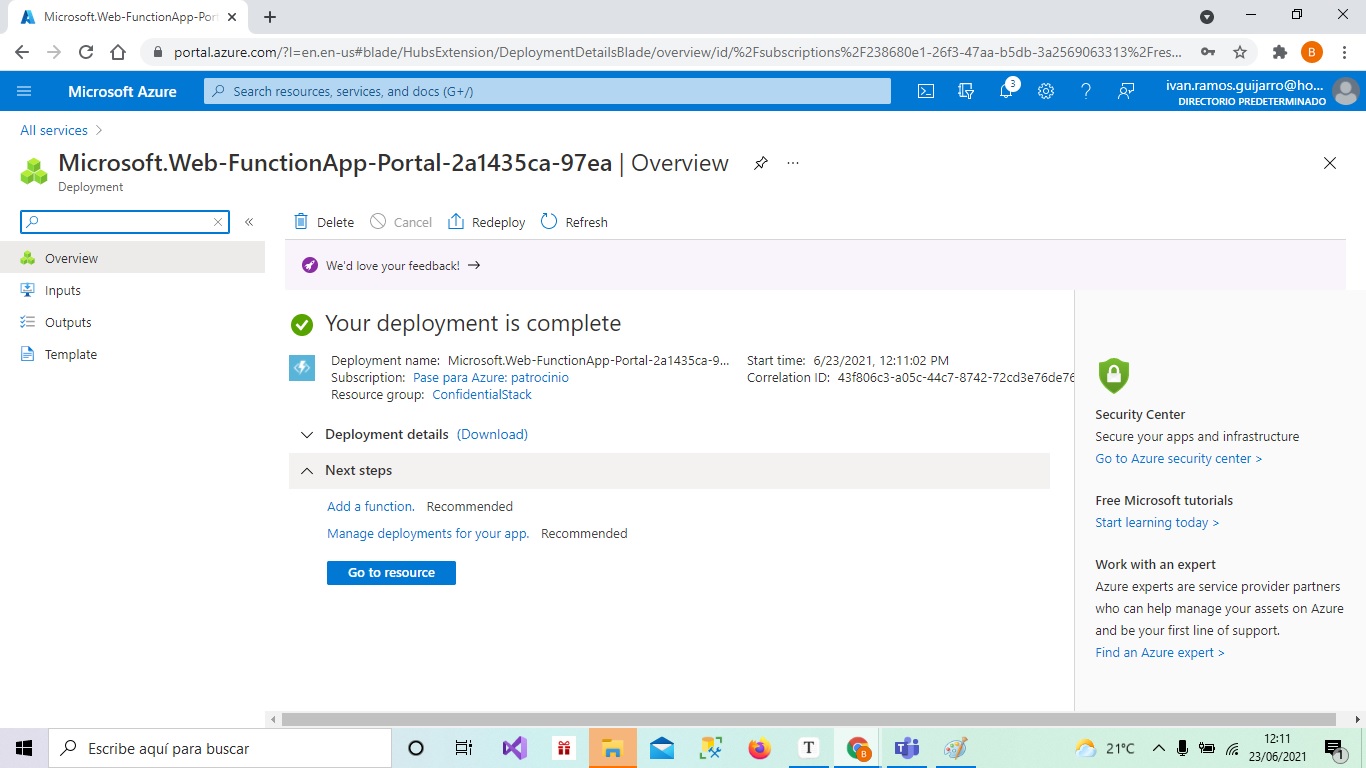 Microsoft.Web-FunctionApp-Port
portal.azure.com/?l=en.en-us#blade/HubsExtension/DeploymentDetailsBlade/overview/id/%2Fsubscriptions%2F238680e1-26f3-47aa-b5db-3a2569063313%2Fres...
B
Microsoft Azure
Search resources, services, and docs (G+/)
3
ivan.ramos.guijarro@ho...
DIRECTORIO PREDETERMINADO
All services
Microsoft.Web-FunctionApp-Portal-2a1435ca-97ea | Overview
Deployment
Delete
Cancel
Redeploy
Refresh
Overview
Inputs
Outputs
Template
We'd love your feedback!
Your deployment is complete
Deployment name: Microsoft.Web-FunctionApp-Portal-2a1435ca-9...
Subscription: Pase para Azure: patrocinio
Resource group: ConfidentialStack
Start time: 6/23/2021, 12:11:02 PM
Correlation ID: 43f806c3-a05c-44c7-8742-72cd3e76de76
Deployment details (Download)
Next steps
Add a function. Recommended
Manage deployments for your app. Recommended
Go to resource
Security Center
Secure your apps and infrastructure
Go to Azure security center >
Free Microsoft tutorials
Start learning today >
Work with an expert
Azure experts are service provider partners
who can help manage your assets on Azure
and be your first line of support.
Find an Azure expert >
Escribe aquí para buscar
T
B
21°C
12:11
23/06/2021
1